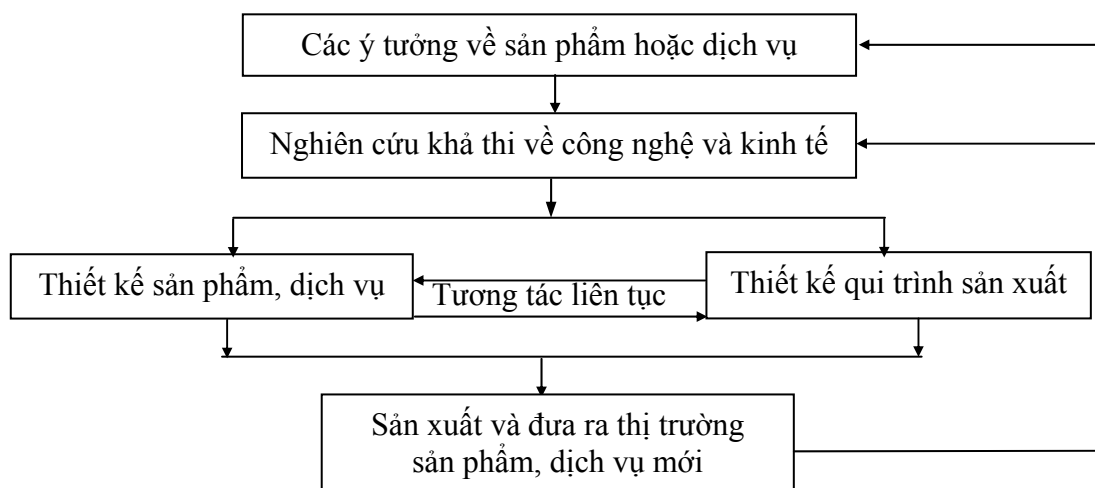 Các ý tưởng về sản phẩm hoặc dịch vụ
Nghiên cứu khả thi về công nghệ và kinh tế
Thiết kế sản phẩm, dịch vụ
Tương tác liên tục
Thiết kế qui trình sản xuất
Sản xuất và đưa ra thị trường
sản phẩm, dịch vụ mới